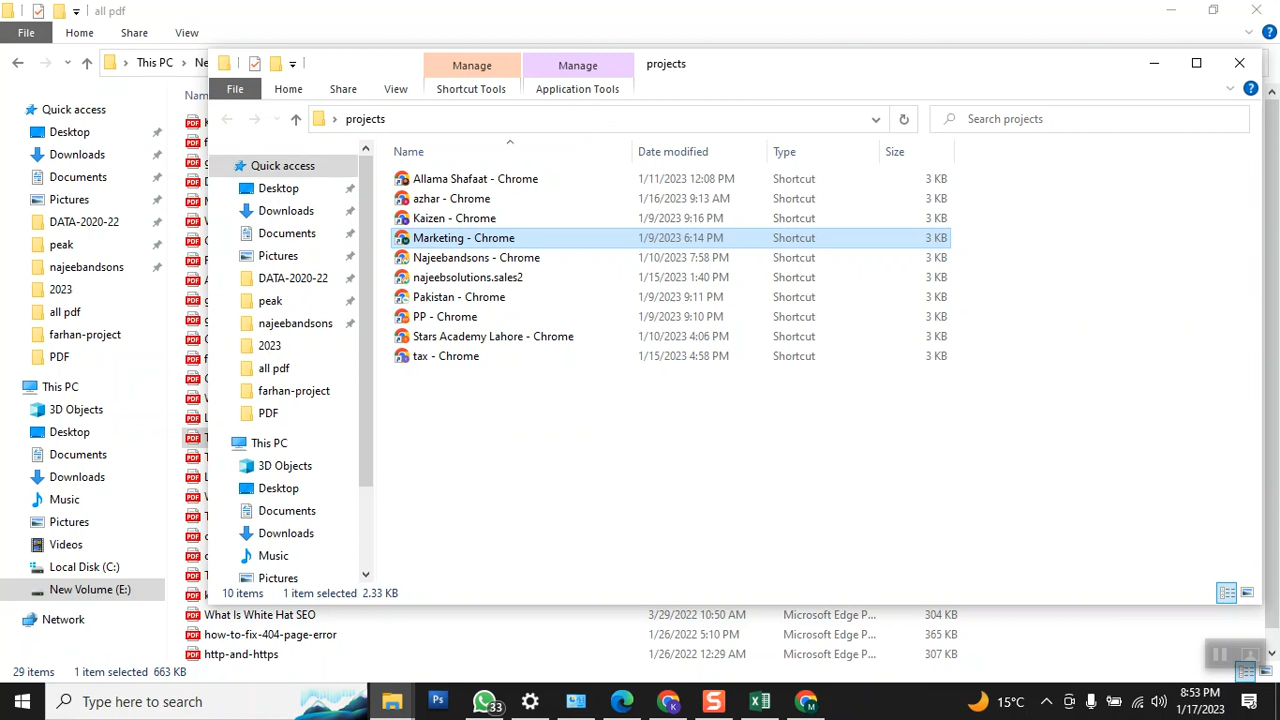 all pdf
File Home Share View
This PC Ne
Quick access
Desktop
Downloads
Documents
Pictures
DATA-2020-22
peak
najeebandsons
2023
all pdf
farhan-project
PDF
This PC
3D Objects
Desktop
Documents
Downloads
Music
Pictures
Videos
Local Disk (C:)
New Volume (E:)
Network
29 items 1 item selected 663 KB
Manage Manage projects
File Home Share View Shortcut Tools Application Tools
projects
Search projects
Quick access
Desktop
Downloads
Documents
Pictures
DATA-2020-22
peak
najeebandsons
2023
all pdf
farhan-project
PDF
This PC
3D Objects
Desktop
Documents
Downloads
Music
Pictures
Name Date modified Type Size
Allama Shafaat - Chrome 1/11/2023 12:08 PM Shortcut 3 KB
azhar - Chrome 1/16/2023 9:13 AM Shortcut 3 KB
Kaizen - Chrome 1/9/2023 9:16 PM Shortcut 3 KB
Marketing - Chrome 1/9/2023 6:14 PM Shortcut 3 KB
Najeebandsons - Chrome 1/10/2023 7:58 PM Shortcut 3 KB
najeebsolutions.sales2 1/15/2023 1:40 PM Shortcut 3 KB
Pakistan - Chrome 1/9/2023 9:11 PM Shortcut 3 KB
PP - Chrome 1/9/2023 9:10 PM Shortcut 3 KB
Stars Academy Lahore - Chrome 1/10/2023 4:06 PM Shortcut 3 KB
tax - Chrome 1/15/2023 4:58 PM Shortcut 3 KB
10 items 1 item selected 2.33 KB
What Is White Hat SEO 3/29/2022 10:50 AM Microsoft Edge P... 304 KB
how-to-fix-404-page-error 1/26/2022 5:10 PM Microsoft Edge P... 365 KB
http-and-https 1/26/2022 12:29 AM Microsoft Edge P... 307 KB
Type here to search
33
15°C
8:53 PM
1/17/2023